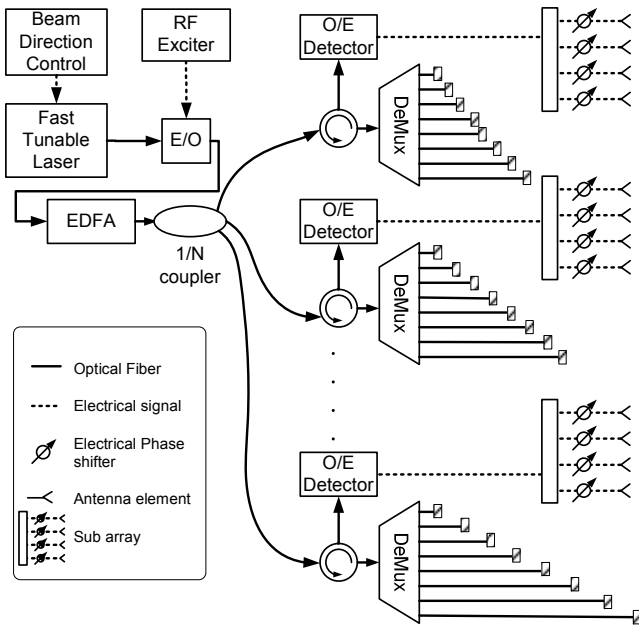 Beam
Direction
Control
RF
Exciter
Fast
Tunable
Laser
E/O
EDFA
1/N
coupler
O/E
Detector
DeMux
O/E
Detector
DeMux
O/E
Detector
DeMux
Optical Fiber
Electrical signal
Electrical Phase
shifter
Antenna element
Sub array